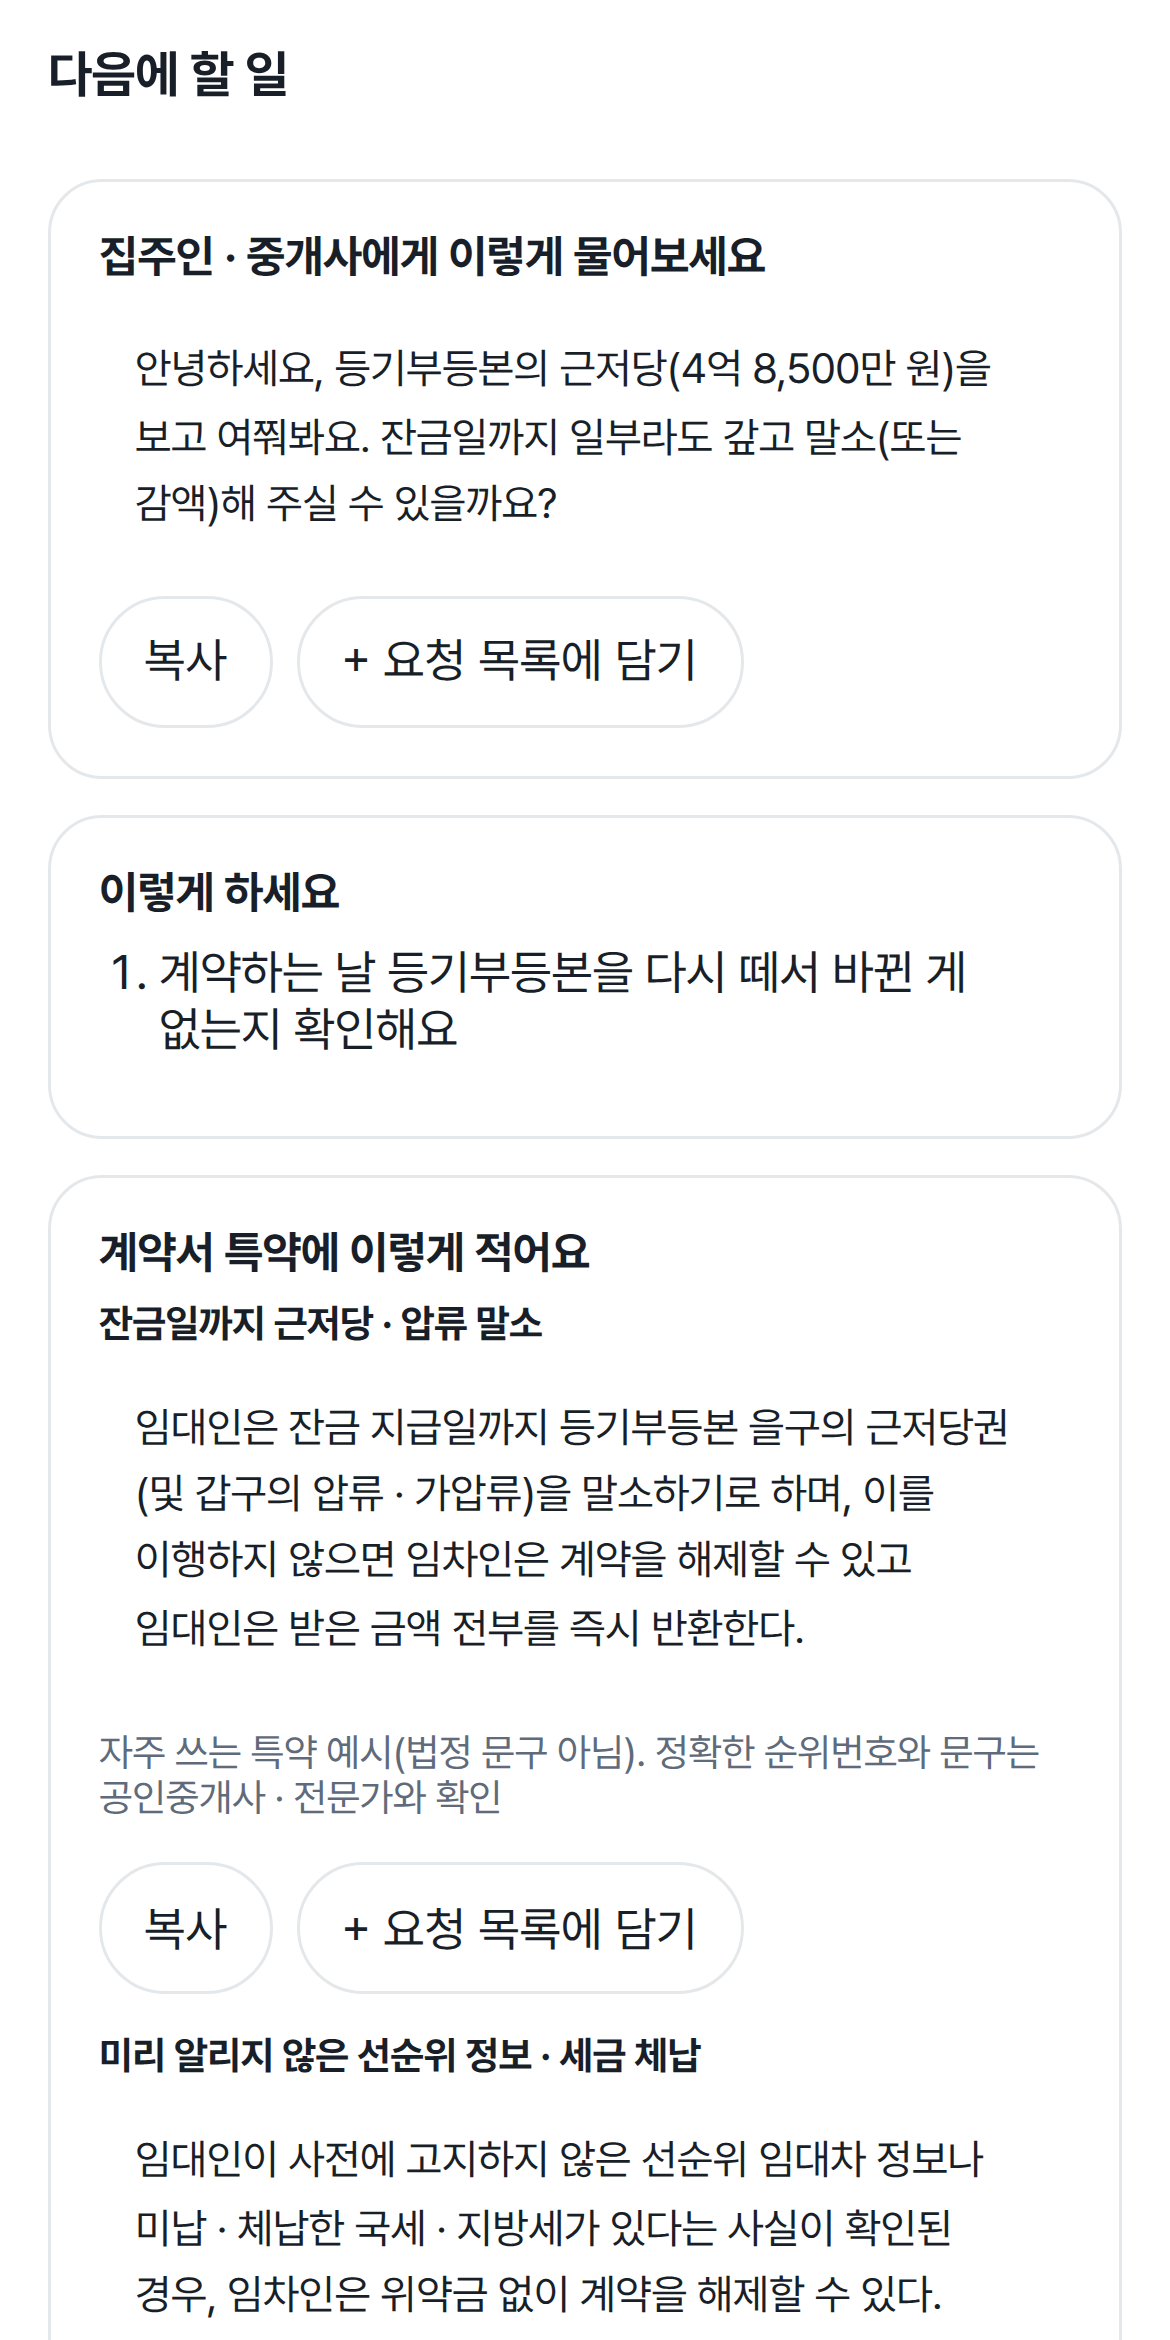 다음에 할 일
집주인 · 중개사에게 이렇게 물어보세요
안녕하세요, 등기부등본의 근저당(4억 8,500만 원)을
보고 여쭤봐요. 잔금일까지 일부라도 갚고 말소(또는
감액)해 주실 수 있을까요?
복사
+ 요청 목록에 담기
이렇게 하세요
1. 계약하는 날 등기부등본을 다시 떼서 바뀐 게
없는지 확인해요
계약서 특약에 이렇게 적어요
잔금일까지 근저당 · 압류 말소
임대인은 잔금 지급일까지 등기부등본 을구의 근저당권
(및 갑구의 압류 · 가압류)을 말소하기로 하며, 이를
이행하지 않으면 임차인은 계약을 해제할 수 있고
임대인은 받은 금액 전부를 즉시 반환한다.
자주 쓰는 특약 예시(법정 문구 아님). 정확한 순위번호와 문구는
공인중개사 · 전문가와 확인
복사
+ 요청 목록에 담기
미리 알리지 않은 선순위 정보 · 세금 체납
임대인이 사전에 고지하지 않은 선순위 임대차 정보나
미납 · 체납한 국세 · 지방세가 있다는 사실이 확인된
경우, 임차인은 위약금 없이 계약을 해제할 수 있다.